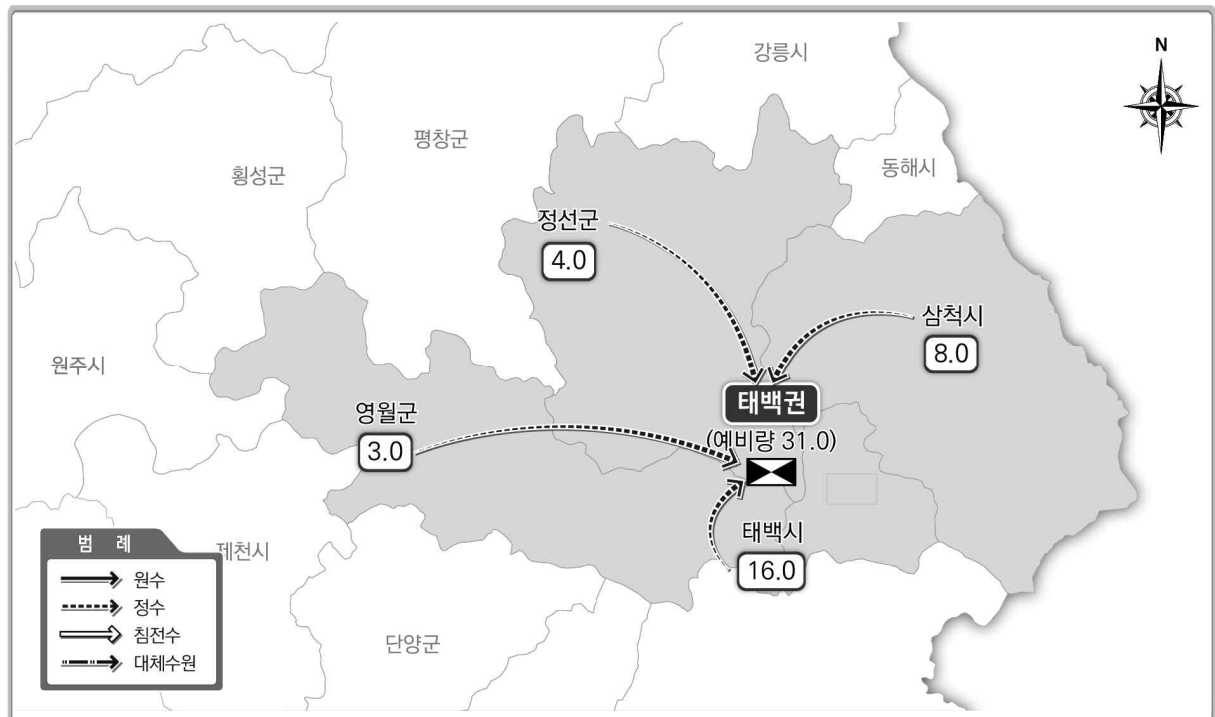 강릉시
N
평창군
동해시
횡성군
정선군
4.0
삼척시
8.0
원주시
태백권
영월군
(예비량 31.0)
3.0
태백시
16.0
범 례
제천시
원수
정수
침전수
대체수원
단양군